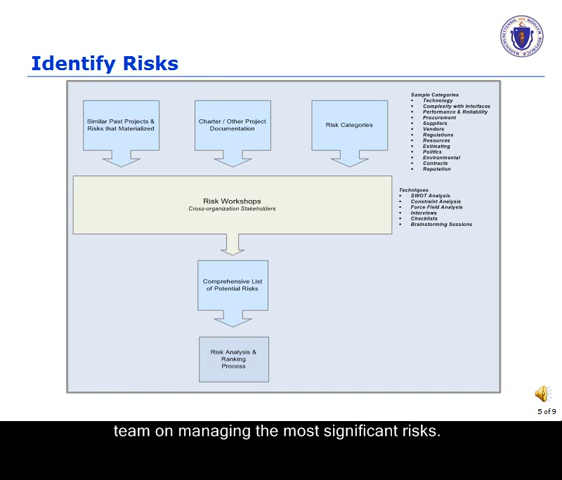 Identify Risks
Similar Past Projects &
Risks that Materialized
Charter / Other Project
Documentation
Risk Categories
Sample Categories
• Technology
• Complexity with Interfaces
• Performance & Reliability
• Procurement
• Suppliers
• Vendors
• Regulations
• Resources
• Estimating
• Politics
• Environmental
• Contracts
• Reputation
Risk Workshops
Cross-organization Stakeholders
Techniques
• SWOT Analysis
• Constraint Analysis
• Force Field Analysis
• Interviews
• Checklists
• Brainstorming Sessions
Comprehensive List
of Potential Risks
Risk Analysis &
Ranking
Process
5 of 9
team on managing the most significant risks.